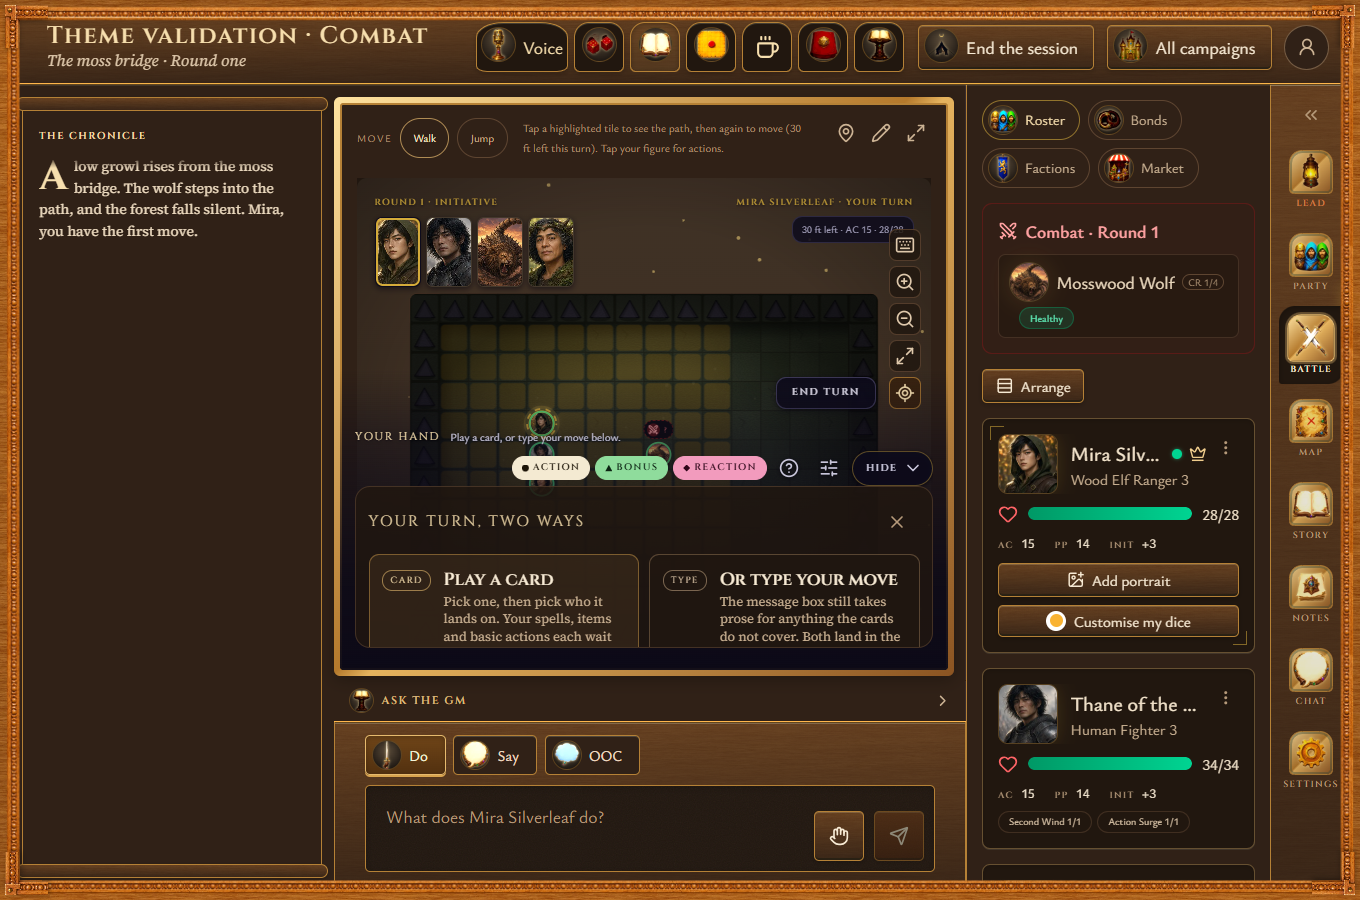 Theme validation · Combat
The moss bridge · Round one
Voice
End the session
All campaigns
THE CHRONICLE
A low growl rises from the moss
bridge. The wolf steps into the
path, and the forest falls silent. Mira,
you have the first move.
MOVE
Walk
Jump
Tap a highlighted tile to see the path, then again to move (30
ft left this turn). Tap your figure for actions.
ROUND 1 · INITIATIVE
MIRA SILVERLEAF · YOUR TURN
30 ft left · AC 15 · 28/28
END TURN
YOUR HAND
Play a card, or type your move below.
ACTION
BONUS
REACTION
HIDE
YOUR TURN, TWO WAYS
CARD
Play a card
Pick one, then pick who it
lands on. Your spells, items
and basic actions each wait
TYPE
Or type your move
The message box still takes
prose for anything the cards
do not cover. Both land in the
ASK THE GM
Do
Say
OOC
What does Mira Silverleaf do?
Roster
Bonds
Factions
Market
Combat · Round 1
Mosswood Wolf
CR 1/4
Healthy
Arrange
Mira Silv...
Wood Elf Ranger 3
28/28
AC 15 PP 14 INIT +3
Add portrait
Customise my dice
Thane of the ...
Human Fighter 3
34/34
AC 15 PP 14 INIT +3
Second Wind 1/1
Action Surge 1/1
LEAD
PARTY
BATTLE
MAP
STORY
NOTES
CHAT
SETTINGS